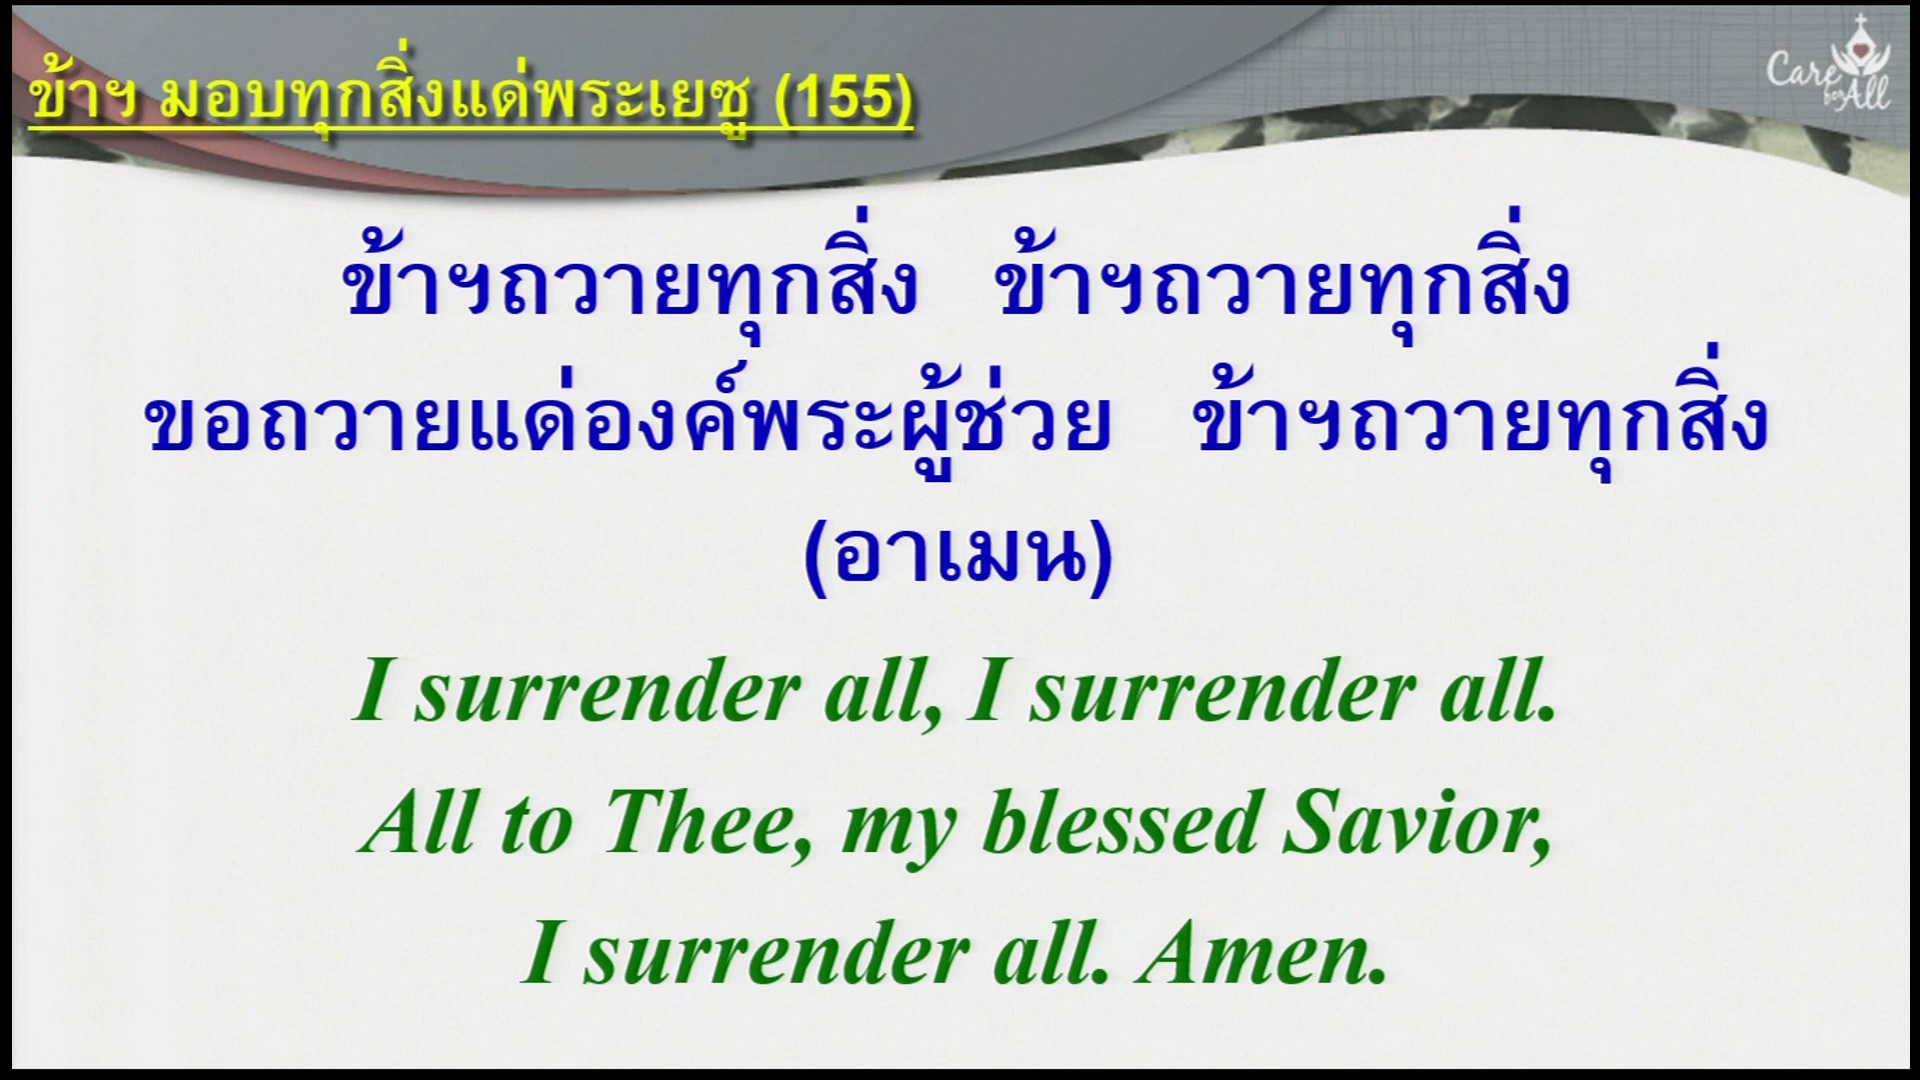 ข้าฯ มอบทุกสิ่งแด่พระเยซู (155)
Care for All
ข้าฯถวายทุกสิ่ง ข้าฯถวายทุกสิ่ง
ขอถวายแด่องค์พระผู้ช่วย ข้าฯถวายทุกสิ่ง
(อาเมน)
I surrender all, I surrender all.
All to Thee, my blessed Savior,
I surrender all. Amen.